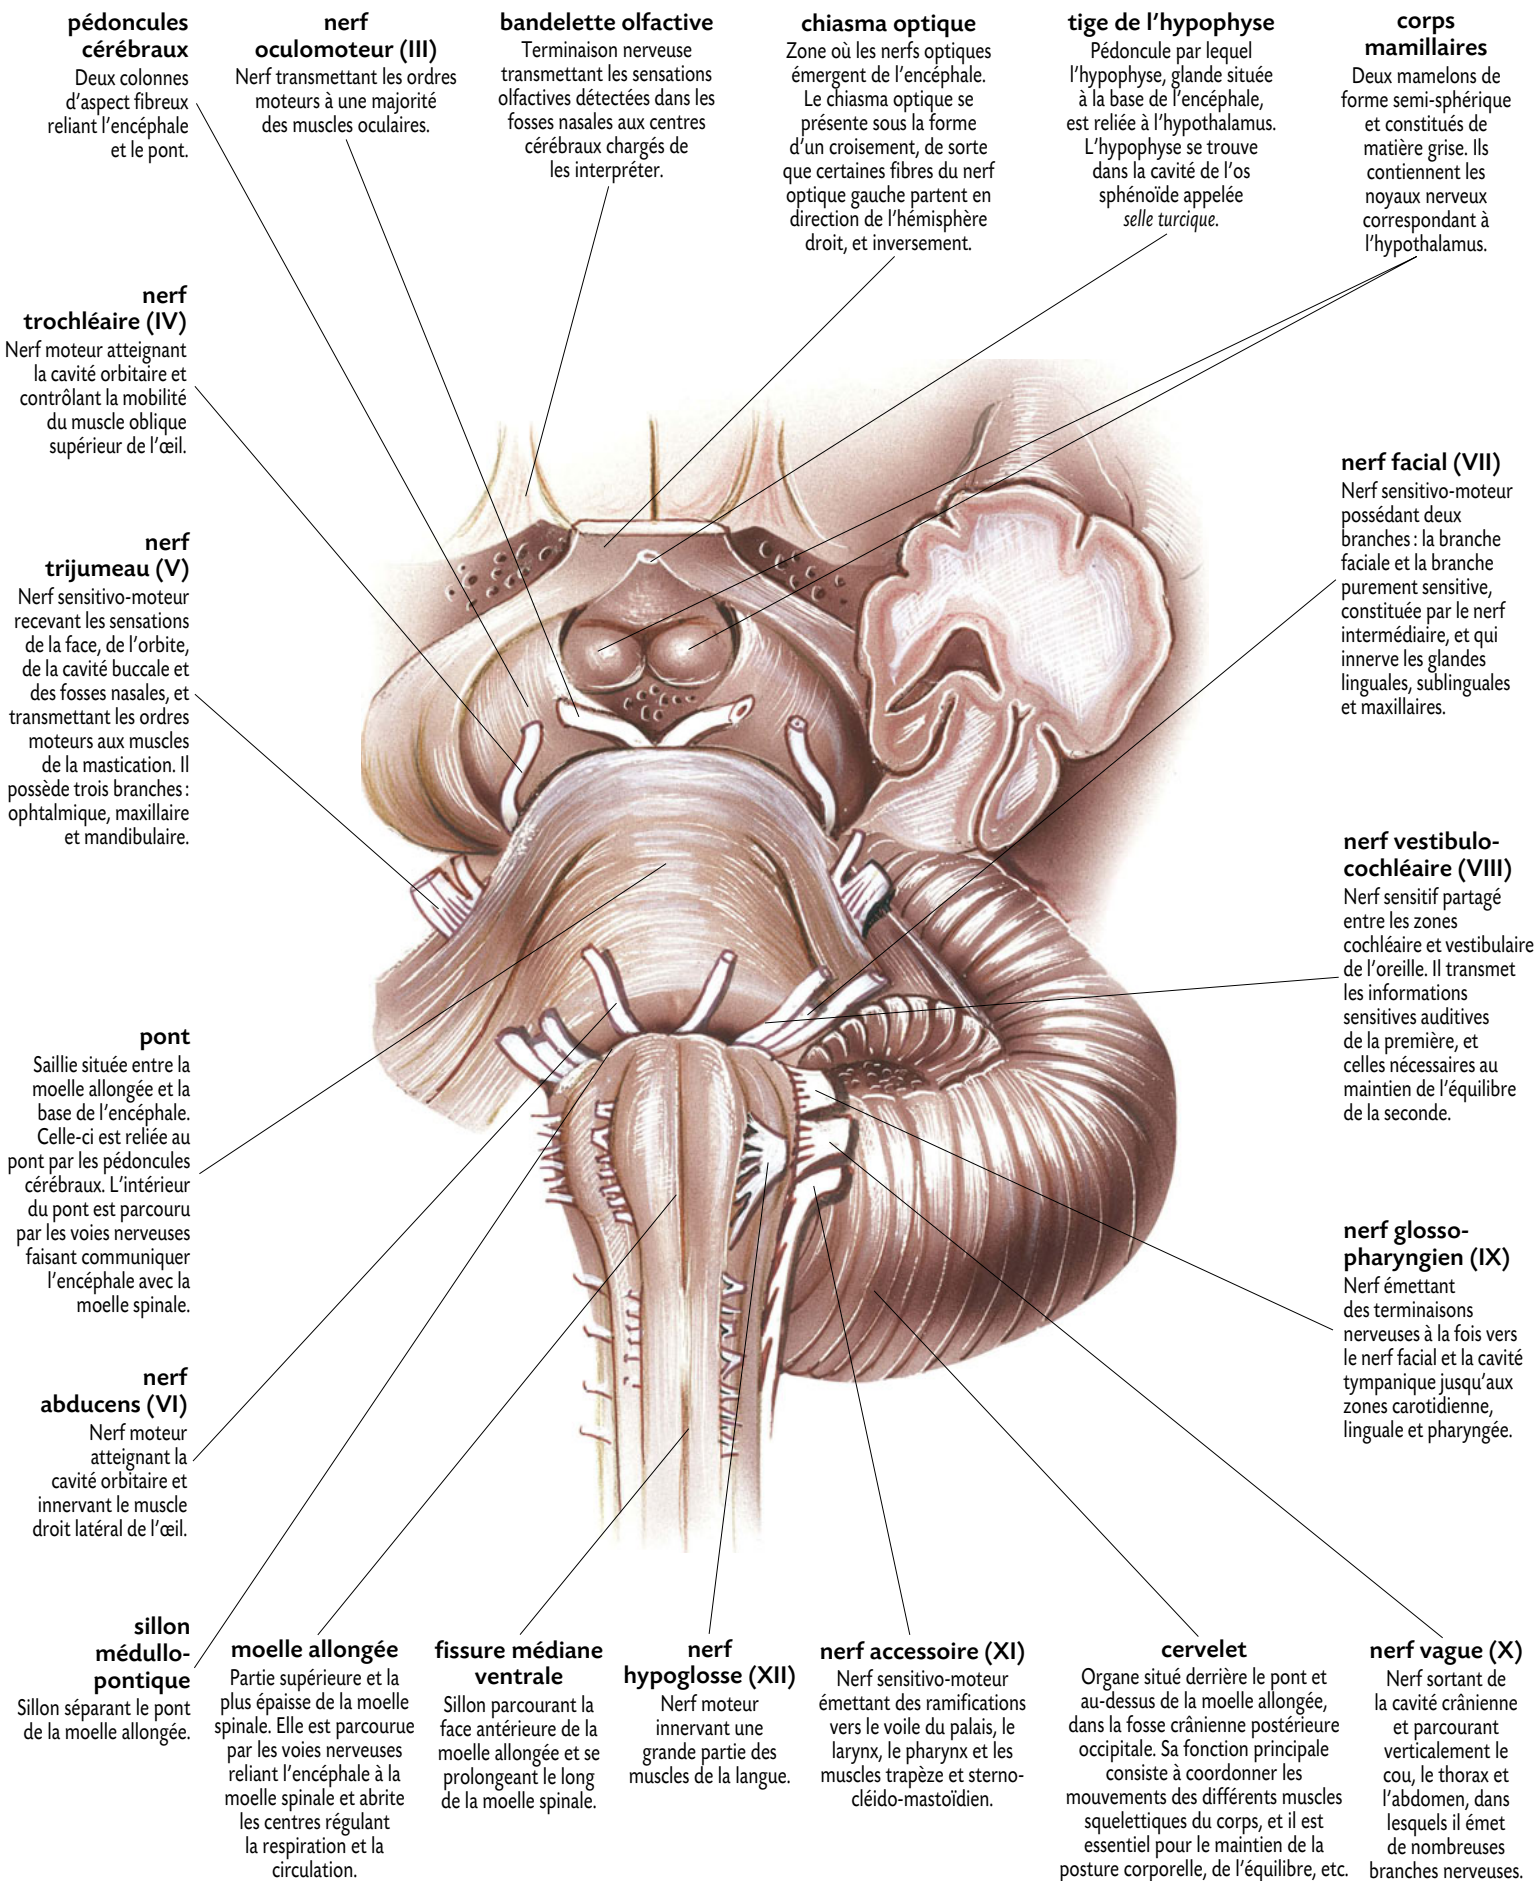 pédoncules
cérébraux
Deux colonnes
d’aspect fibreux
reliant l’encéphale
et le pont.
nerf
oculomoteur (III)
Nerf transmettant les ordres
moteurs à une majorité
des muscles oculaires.
bandelette olfactive
Terminaison nerveuse
transmettant les sensations
olfactives détectées dans les
fosses nasales aux centres
cérébraux chargés de
les interpréter.
chiasma optique
Zone où les nerfs optiques
émergent de l’encéphale.
Le chiasma optique se
présente sous la forme
d’un croisement, de sorte
que certaines fibres du nerf
optique gauche partent en
direction de l’hémisphère
droit, et inversement.
tige de l’hypophyse
Pédoncule par lequel
l’hypophyse, glande située
à la base de l’encéphale,
est reliée à l’hypothalamus.
L’hypophyse se trouve
dans la cavité de l’os
sphénoïde appelée
selle turcique.
corps
mamillaires
Deux mamelons de
forme semi-sphérique
et constitués de
matière grise. Ils
contiennent les
noyaux nerveux
correspondant à
l’hypothalamus.
nerf
trochléaire (IV)
Nerf moteur atteignant
la cavité orbitaire et
contrôlant la mobilité
du muscle oblique
supérieur de l’œil.
nerf
trijumeau (V)
Nerf sensitivo-moteur
recevant les sensations
de la face, de l’orbite,
de la cavité buccale et
des fosses nasales, et
transmettant les ordres
moteurs aux muscles
de la mastication. Il
possède trois branches :
ophtalmique, maxillaire
et mandibulaire.
nerf facial (VII)
Nerf sensitivo-moteur
possédant deux
branches : la branche
faciale et la branche
purement sensitive,
constituée par le nerf
intermédiaire, et qui
innerve les glandes
linguales, sublinguales
et maxillaires.
nerf vestibulo-
cochléaire (VIII)
Nerf sensitif partagé
entre les zones
cochléaire et vestibulaire
de l’oreille. Il transmet
les informations
sensitives auditives
de la première, et
celles nécessaires au
maintien de l’équilibre
de la seconde.
pont
Saillie située entre la
moelle allongée et la
base de l’encéphale.
Celle-ci est reliée au
pont par les pédoncules
cérébraux. L’intérieur
du pont est parcouru
par les voies nerveuses
faisant communiquer
l’encéphale avec la
moelle spinale.
nerf glosso-
pharyngien (IX)
Nerf émettant
des terminaisons
nerveuses à la fois vers
le nerf facial et la cavité
tympanique jusqu’aux
zones carotidienne,
linguale et pharyngée.
nerf
abducens (VI)
Nerf moteur
atteignant la
cavité orbitaire et
innervant le muscle
droit latéral de l’œil.
sillon
médullo-
pontique
Sillon séparant le pont
de la moelle allongée.
moelle allongée
Partie supérieure et la
plus épaisse de la moelle
spinale. Elle est parcourue
par les voies nerveuses
reliant l’encéphale à la
moelle spinale et abrite
les centres régulant
la respiration et la
circulation.
fissure médiane
ventrale
Sillon parcourant la
face antérieure de la
moelle allongée et se
prolongeant le long
de la moelle spinale.
nerf
hypoglosse (XII)
Nerf moteur
innervant une
grande partie des
muscles de la langue.
nerf accessoire (XI)
Nerf sensitivo-moteur
émettant des ramifications
vers le voile du palais, le
larynx, le pharynx et les
muscles trapèze et sterno-
cléido-mastoïdien.
cervelet
Organe situé derrière le pont et
au-dessus de la moelle allongée,
dans la fosse crânienne postérieure
occipitale. Sa fonction principale
consiste à coordonner les
mouvements des différents muscles
squelettiques du corps, et il est
essentiel pour le maintien de la
posture corporelle, de l’équilibre, etc.
nerf vague (X)
Nerf sortant de
la cavité crânienne
et parcourant
verticalement le
cou, le thorax et
l’abdomen, dans
lesquels il émet
de nombreuses
branches nerveuses.